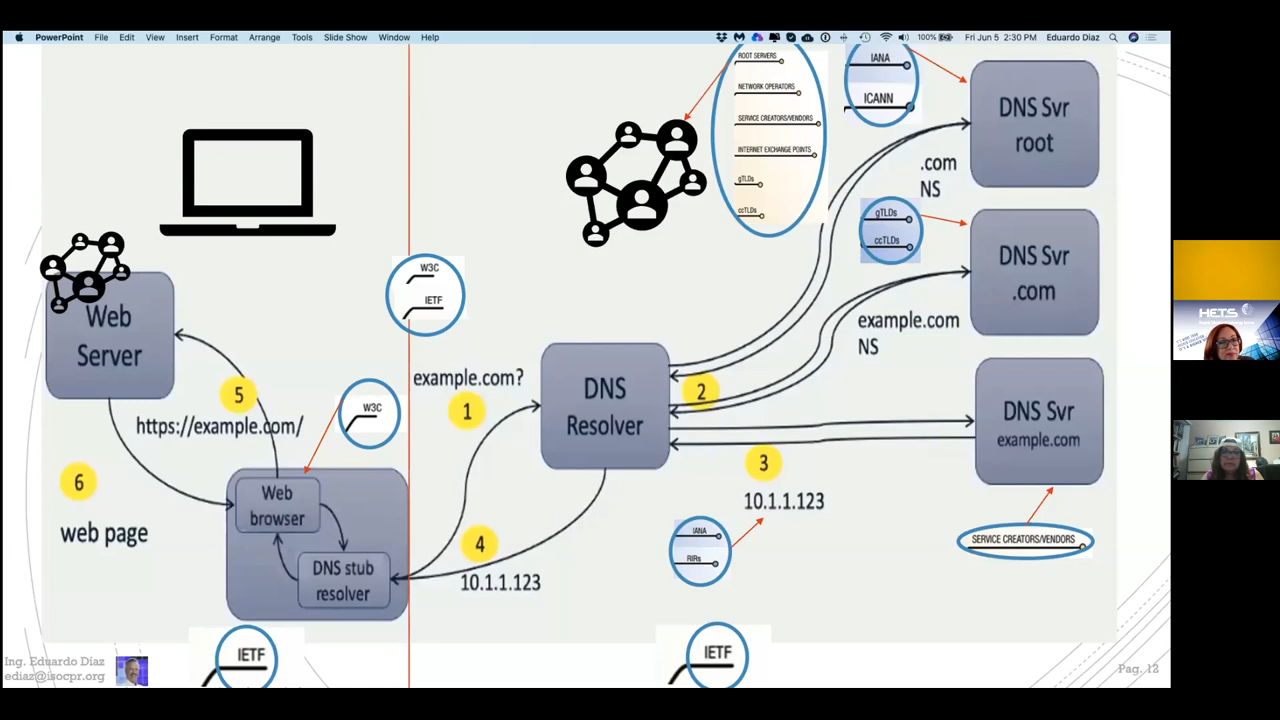 PowerPoint File Edit View Insert Format Arrange Tools Slide Show Window Help
100% Fri Jun 5 2:30 PM Eduardo Diaz
ROOT SERVERS
NETWORK OPERATORS
SERVICE CREATORS/VENDORS
INTERNET EXCHANGE POINTS
gTLDs
ccTLDs
IANA
ICANN
DNS Svr
root
.com
NS
gTLDs
ccTLDs
DNS Svr
.com
example.com
NS
Web
Server
W3C
IETF
example.com?
1
DNS
Resolver
2
DNS Svr
example.com
5
https://example.com/
W3C
3
10.1.1.123
6
web page
Web
browser
DNS stub
resolver
4
10.1.1.123
IANA
RIRs
SERVICE CREATORS/VENDORS
IETF
IETF
Ing. Eduardo Díaz
ediaz@isocpr.org
Pag. 12
HETS